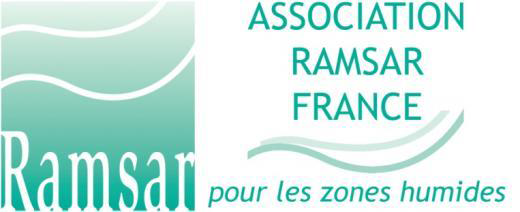 Ramsar
ASSOCIATION
RAMSAR
FRANCE
pour les zones humides